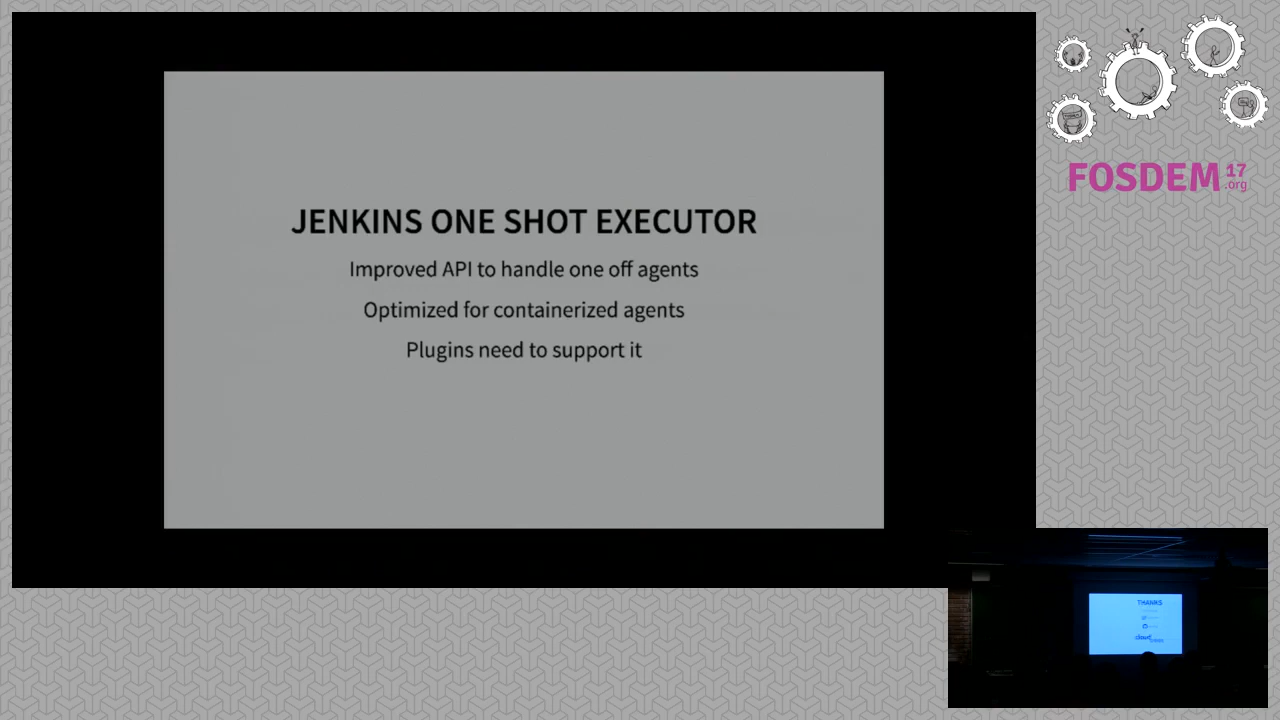 JENKINS ONE SHOT EXECUTOR
Improved API to handle one off agents
Optimized for containerized agents
Plugins need to support it
FOSDEM 17
.org
THANKS